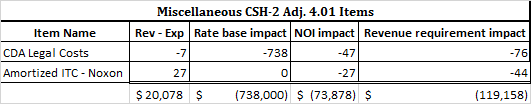 Miscellaneous CSH-2 Adj. 4.01 Items
Item Name Rev - Exp Rate base impact NOI impact Revenue requirement impact
CDA Legal Costs -7 -738 -47 -76
Amortized ITC - Noxon 27 0 -27 -44
$ 20,078 $ (738,000) $ (73,878) $ (119,158)